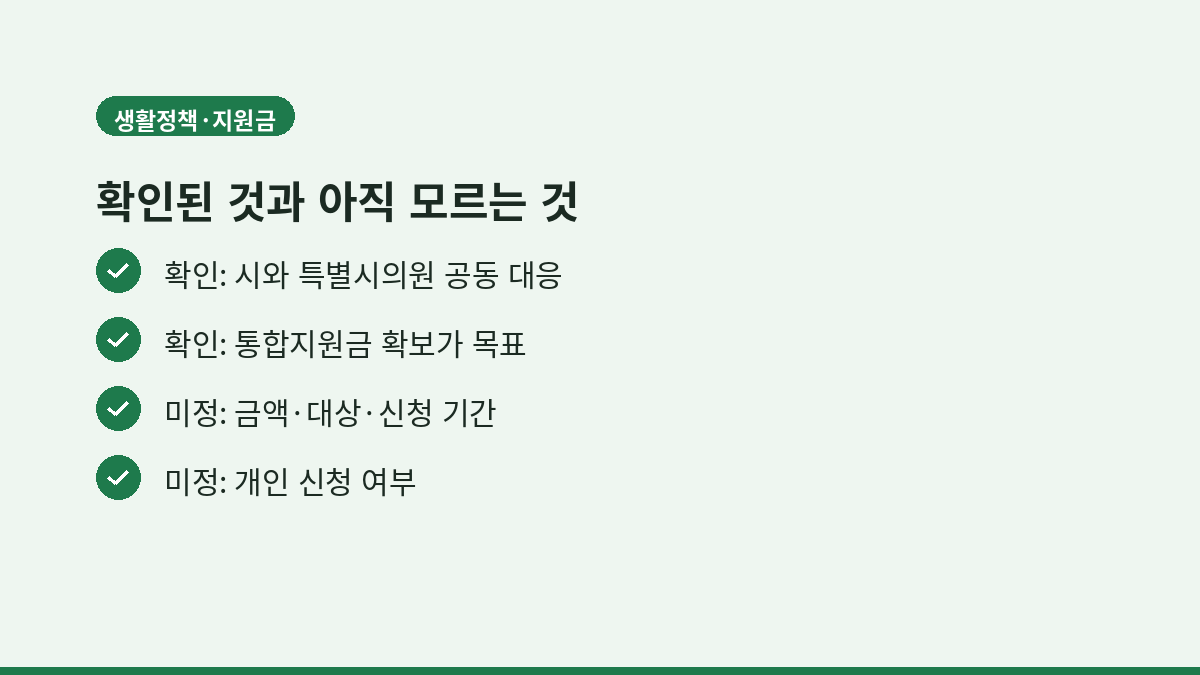 생활정책·지원금
확인된 것과 아직 모르는 것
확인: 시와 특별시의원 공동 대응
확인: 통합지원금 확보가 목표
미정: 금액·대상·신청 기간
미정: 개인 신청 여부